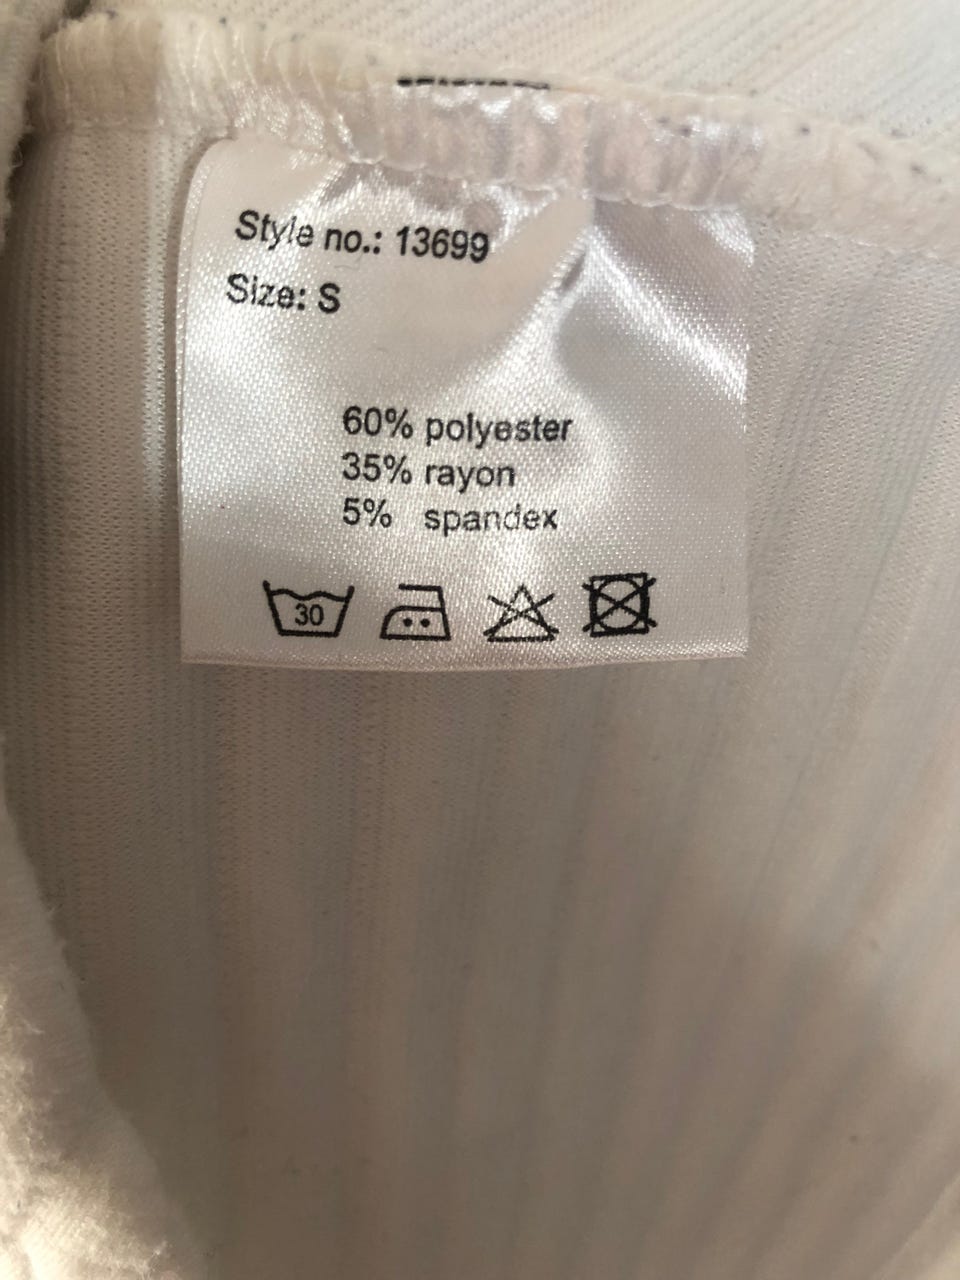 Style no.: 13699
Size: S
60% polyester
35% rayon
5% spandex
30